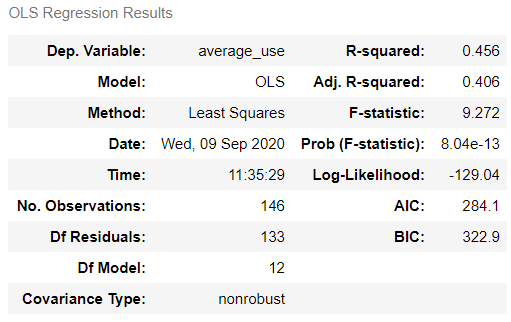 OLS Regression Results
Dep. Variable: average_use R-squared: 0.456
Model: OLS Adj. R-squared: 0.406
Method: Least Squares F-statistic: 9.272
Date: Wed, 09 Sep 2020 Prob (F-statistic): 8.04e-13
Time: 11:35:29 Log-Likelihood: -129.04
No. Observations: 146 AIC: 284.1
Df Residuals: 133 BIC: 322.9
Df Model: 12
Covariance Type: nonrobust